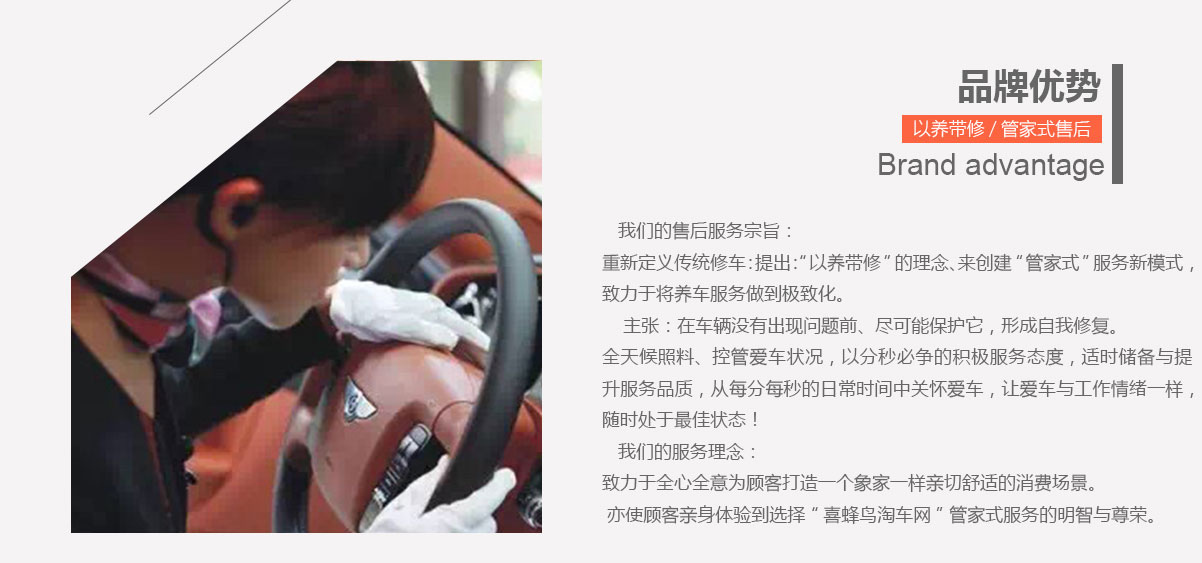 品牌优势
以养带修 / 管家式售后
Brand advantage
我们的售后服务宗旨：
重新定义传统修车：提出：“以养带修”的理念、来创建“管家式”服务新模式，
致力于将养车服务做到极致化。
主张：在车辆没有出现问题前、尽可能保护它，形成自我修复。
全天候照料、控管爱车状况，以分秒必争的积极服务态度，适时储备与提
升服务品质，从每分每秒的日常时间中关怀爱车，让爱车与工作情绪一样，
随时处于最佳状态！
我们的服务理念：
致力于全心全意为顾客打造一个象家一样亲切舒适的消费场景。
亦使顾客亲身体验到选择“喜蜂鸟淘车网”管家式服务的明智与尊荣。